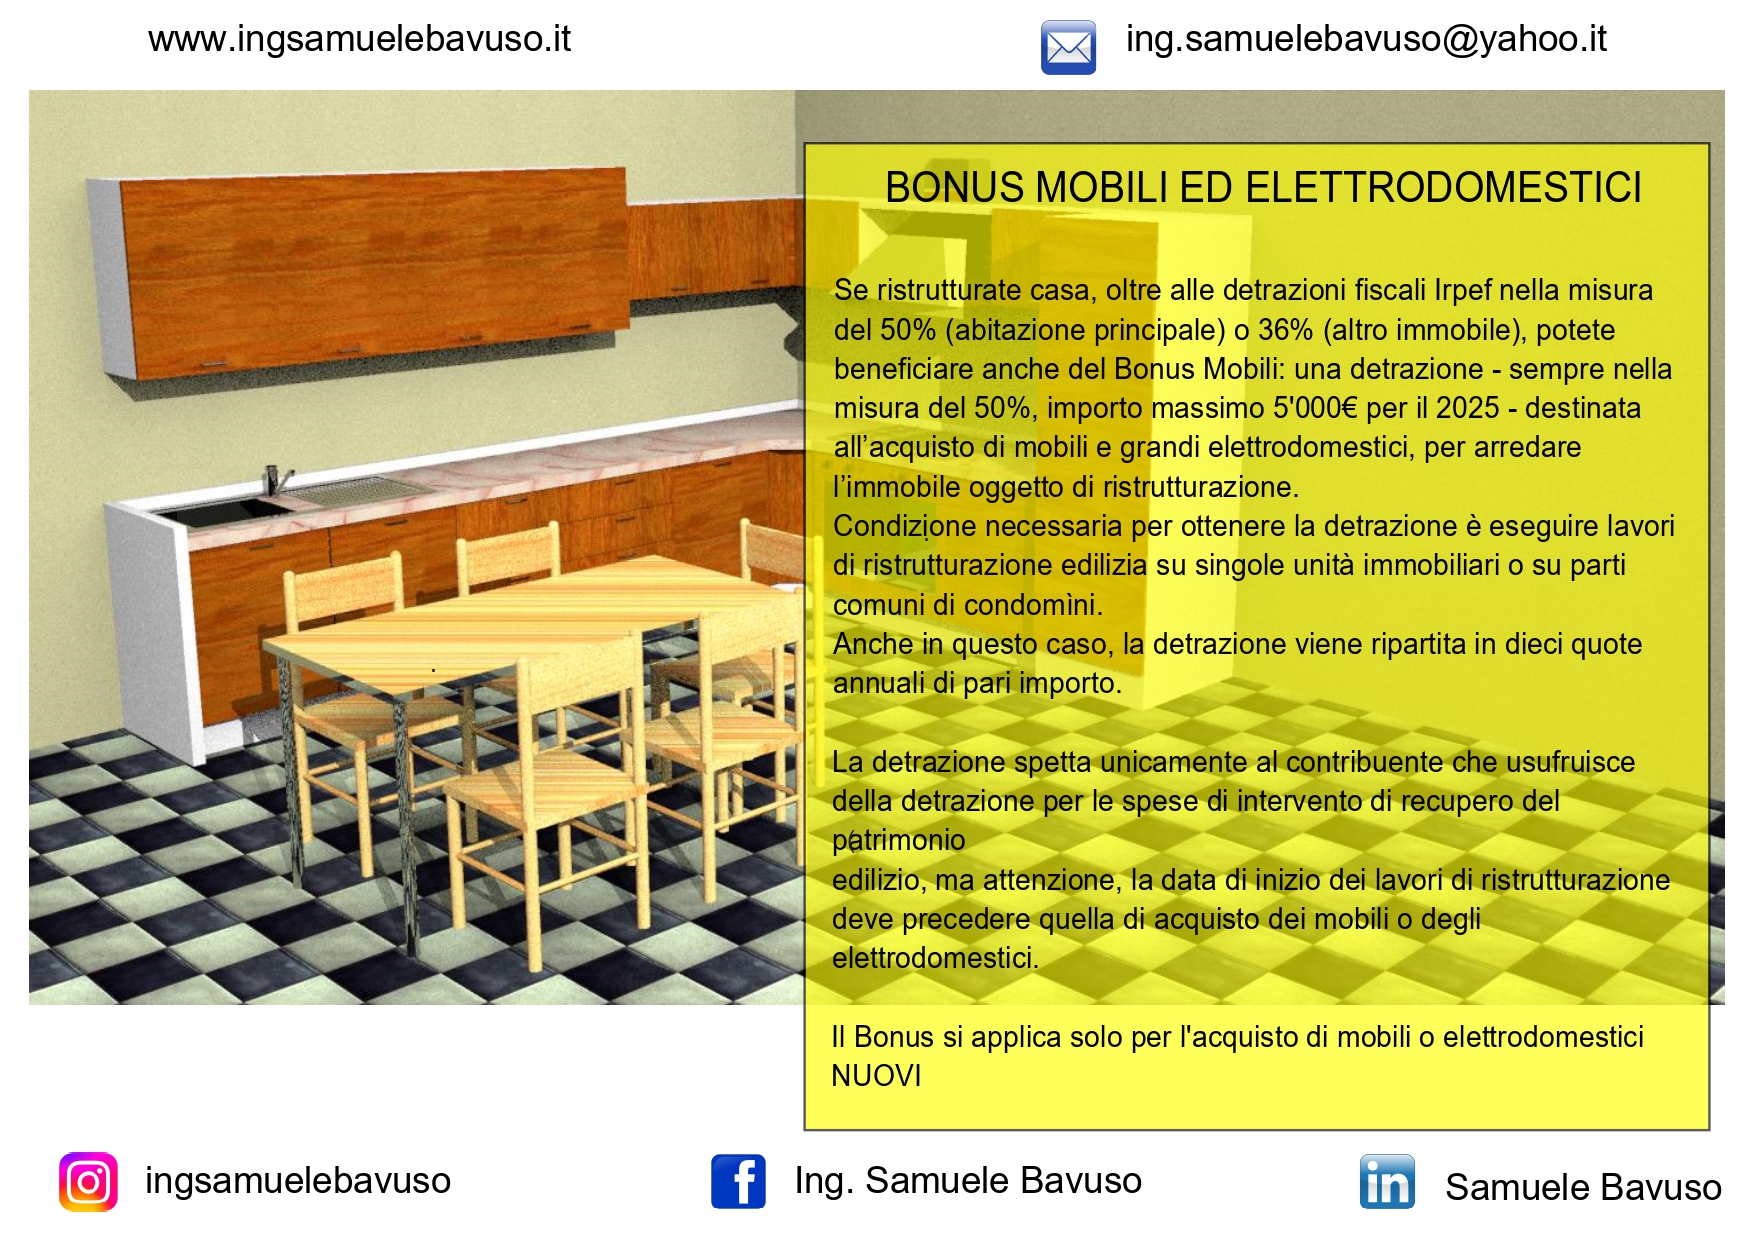 www.ingsamuelebavuso.it
ing.samuelebavuso@yahoo.it
BONUS MOBILI ED ELETTRODOMESTICI
Se ristrutturate casa, oltre alle detrazioni fiscali Irpef nella misura
del 50% (abitazione principale) o 36% (altro immobile), potete
beneficiare anche del Bonus Mobili: una detrazione - sempre nella
misura del 50%, importo massimo 5'000€ per il 2025 - destinata
all’acquisto di mobili e grandi elettrodomestici, per arredare
l’immobile oggetto di ristrutturazione.
Condizione necessaria per ottenere la detrazione è eseguire lavori
di ristrutturazione edilizia su singole unità immobiliari o su parti
comuni di condomìni.
Anche in questo caso, la detrazione viene ripartita in dieci quote
annuali di pari importo.
La detrazione spetta unicamente al contribuente che usufruisce
della detrazione per le spese di intervento di recupero del
patrimonio
edilizio, ma attenzione, la data di inizio dei lavori di ristrutturazione
deve precedere quella di acquisto dei mobili o degli
elettrodomestici.
Il Bonus si applica solo per l'acquisto di mobili o elettrodomestici
NUOVI
ingsamuelebavuso
Ing. Samuele Bavuso
Samuele Bavuso